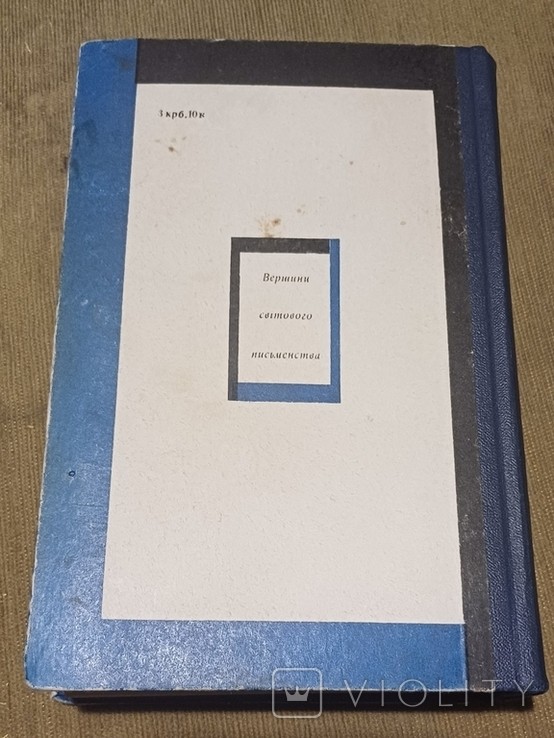 3 крб. 10 к
Вершини
світового
письменства
VIOLITY